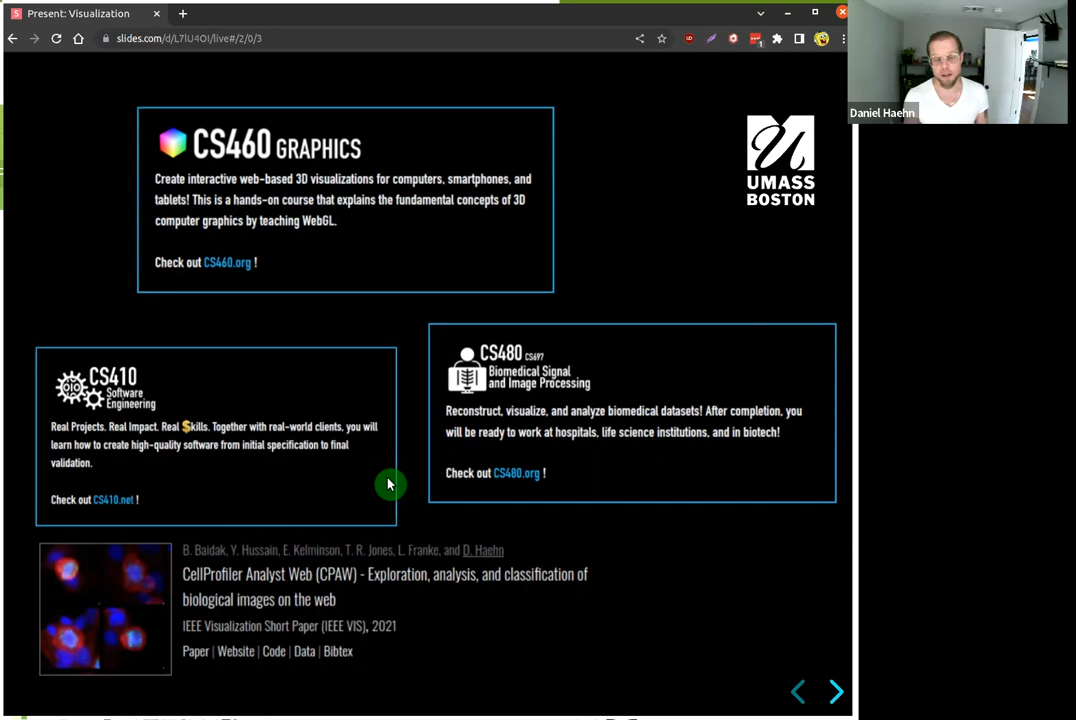 Present: Visualization
slides.com/d/L7lU4OI/live#/2/0/3
1
Daniel Haehn
CS460 GRAPHICS
Create interactive web-based 3D visualizations for computers, smartphones, and
tablets! This is a hands-on course that explains the fundamental concepts of 3D
computer graphics by teaching WebGL.
Check out CS460.org !
UMASS
BOSTON
CS410
Software
Engineering
Real Projects. Real Impact. Real $kills. Together with real-world clients, you will
learn how to create high-quality software from initial specification to final
validation.
Check out CS410.net !
CS480 CS697
Biomedical Signal
and Image Processing
Reconstruct, visualize, and analyze biomedical datasets! After completion, you
will be ready to work at hospitals, life science institutions, and in biotech!
Check out CS480.org !
B. Baidak, Y. Hussain, E. Kelminson, T. R. Jones, L. Franke, and D. Haehn
CellProfiler Analyst Web (CPAW) - Exploration, analysis, and classification of
biological images on the web
IEEE Visualization Short Paper (IEEE VIS), 2021
Paper | Website | Code | Data | Bibtex